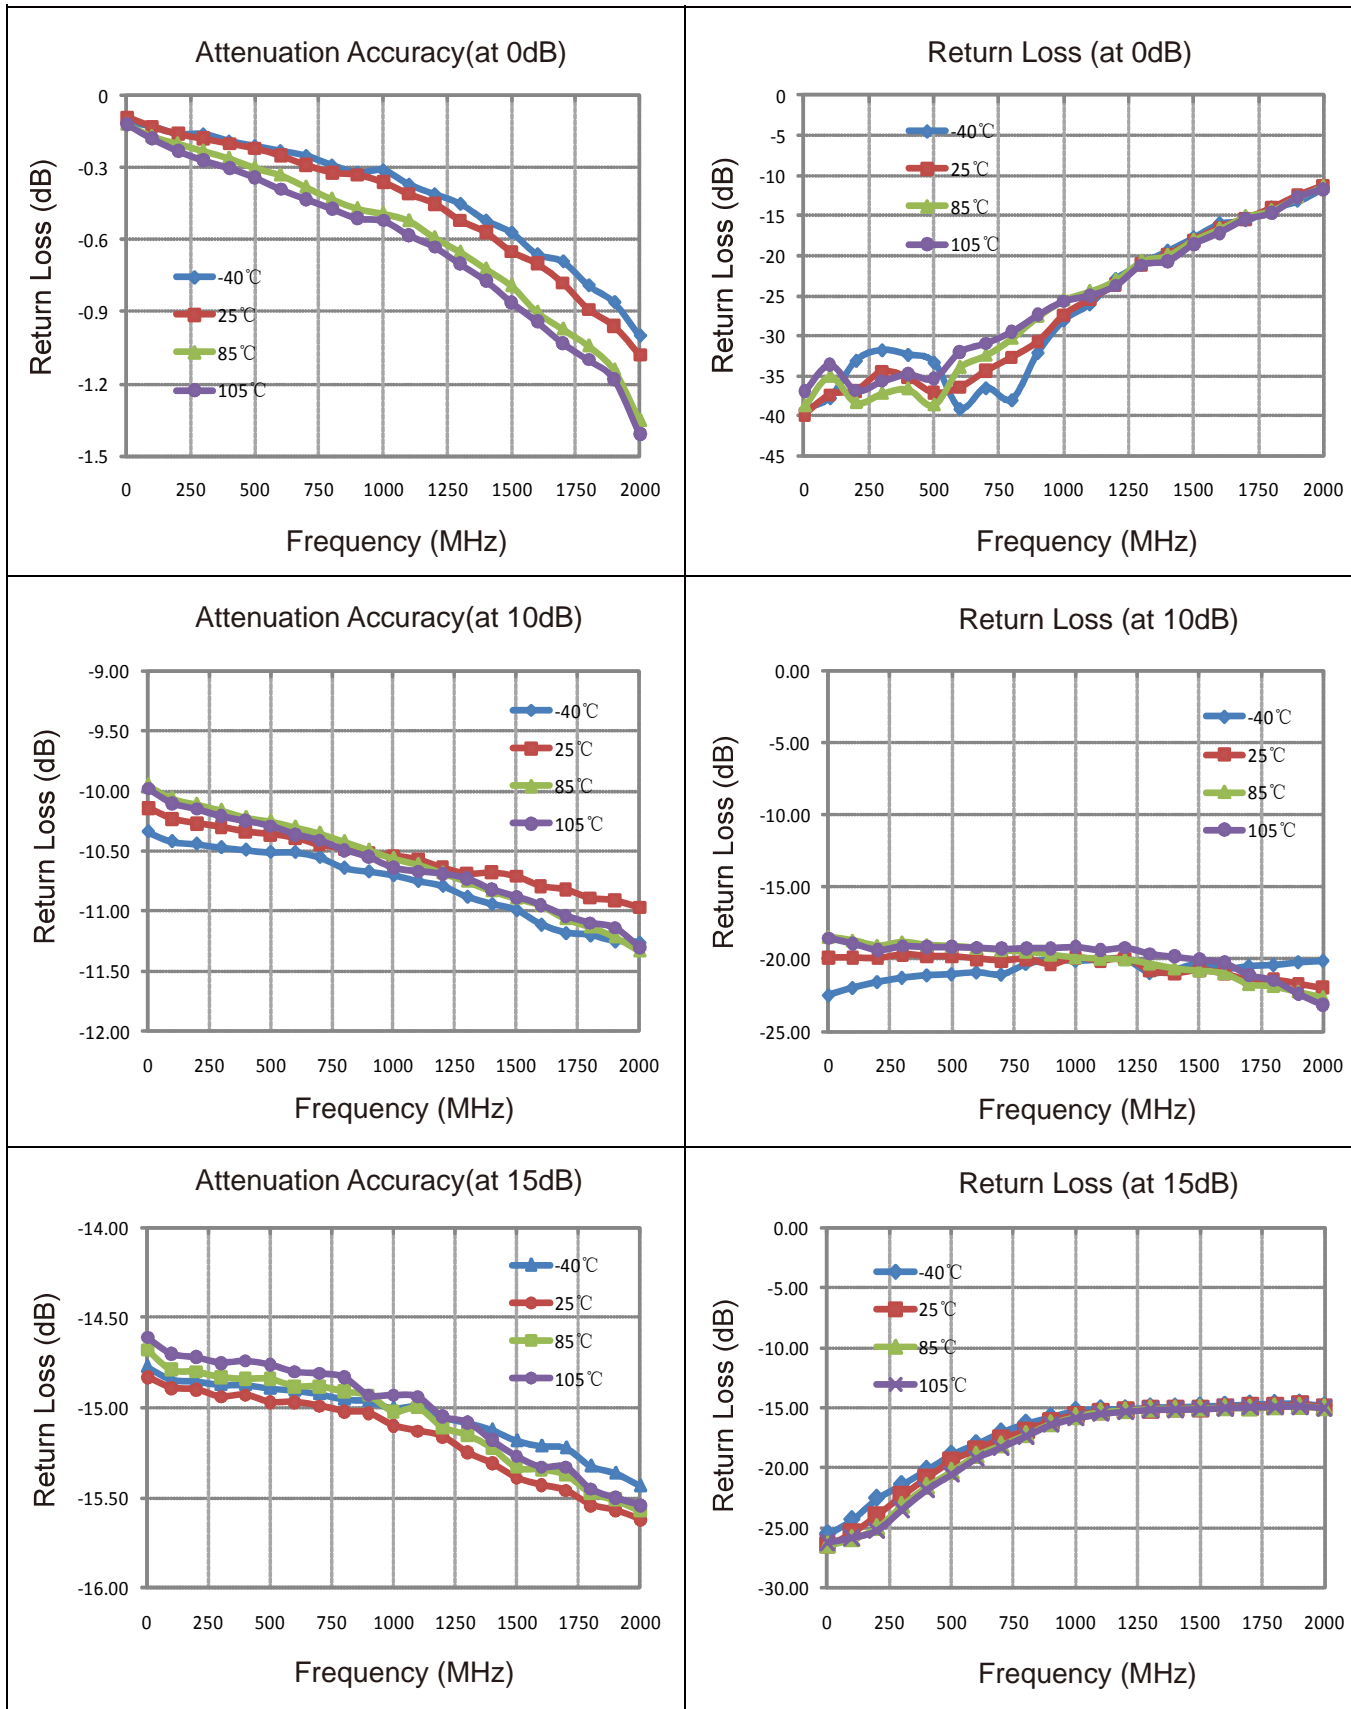 Attenuation Accuracy(at 0dB)
Return Loss (dB)
0
-0.3
-0.6
-0.9
-1.2
-1.5
-40℃
25℃
85℃
105℃
0 250 500 750 1000 1250 1500 1750 2000
Frequency (MHz)
Return Loss (at 0dB)
Return Loss (dB)
0
-5
-10
-15
-20
-25
-30
-35
-40
-45
-40℃
25℃
85℃
105℃
0 250 500 750 1000 1250 1500 1750 2000
Frequency (MHz)
Attenuation Accuracy(at 10dB)
Return Loss (dB)
-9.00
-9.50
-10.00
-10.50
-11.00
-11.50
-12.00
-40℃
25℃
85℃
105℃
0 250 500 750 1000 1250 1500 1750 2000
Frequency (MHz)
Return Loss (at 10dB)
Return Loss (dB)
0.00
-5.00
-10.00
-15.00
-20.00
-25.00
-40℃
25℃
85℃
105℃
0 250 500 750 1000 1250 1500 1750 2000
Frequency (MHz)
Attenuation Accuracy(at 15dB)
Return Loss (dB)
-14.00
-14.50
-15.00
-15.50
-16.00
-40℃
25℃
85℃
105℃
0 250 500 750 1000 1250 1500 1750 2000
Frequency (MHz)
Return Loss (at 15dB)
Return Loss (dB)
0.00
-5.00
-10.00
-15.00
-20.00
-25.00
-30.00
-40℃
25℃
85℃
105℃
0 250 500 750 1000 1250 1500 1750 2000
Frequency (MHz)